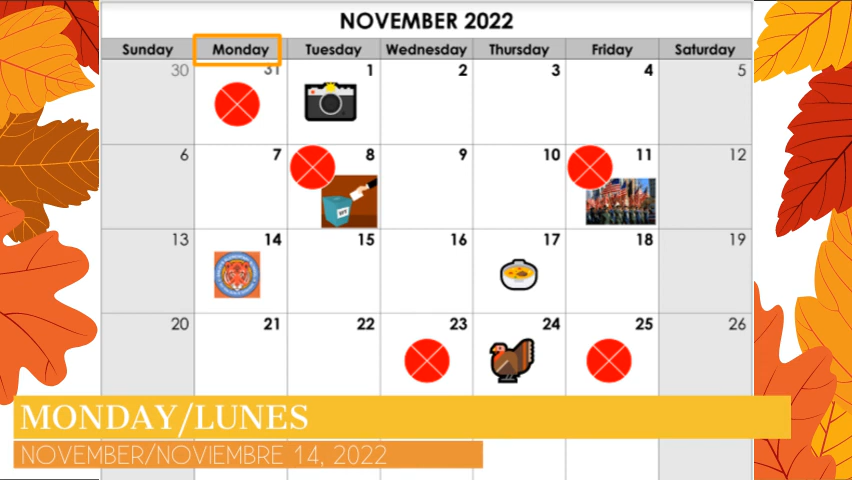 NOVEMBER 2022
Sunday Monday Tuesday Wednesday Thursday Friday Saturday
30 31 1 2 3 4 5
6 7 8 9 10 11 12
13 14 15 16 17 18 19
20 21 22 23 24 25 26
MONDAY/LUNES
NOVEMBER/NOVIEMBRE 14, 2022